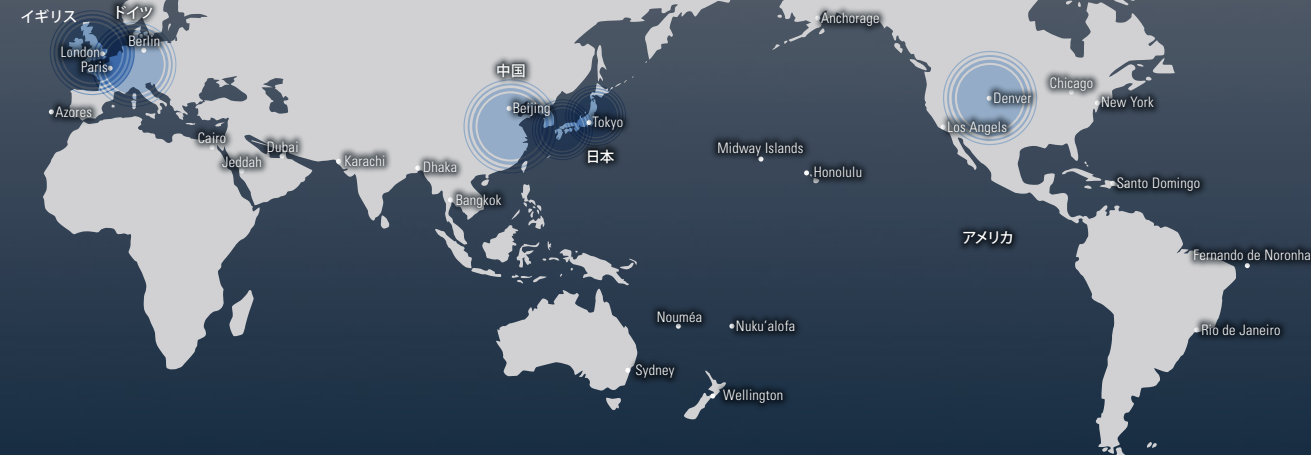 イギリス
ドイツ
Anchorage
London
Berlin
Paris
中国
Chicago
Denver
New York
Azores
Beijing
Tokyo
Los Angels
Cairo
Dubai
Jeddah
Karachi
Dhaka
日本
Midway Islands
Honolulu
Santo Domingo
Bangkok
アメリカ
Fernando de Noronha
Nouméa
Nuku'alofa
Rio de Janeiro
Sydney
Wellington